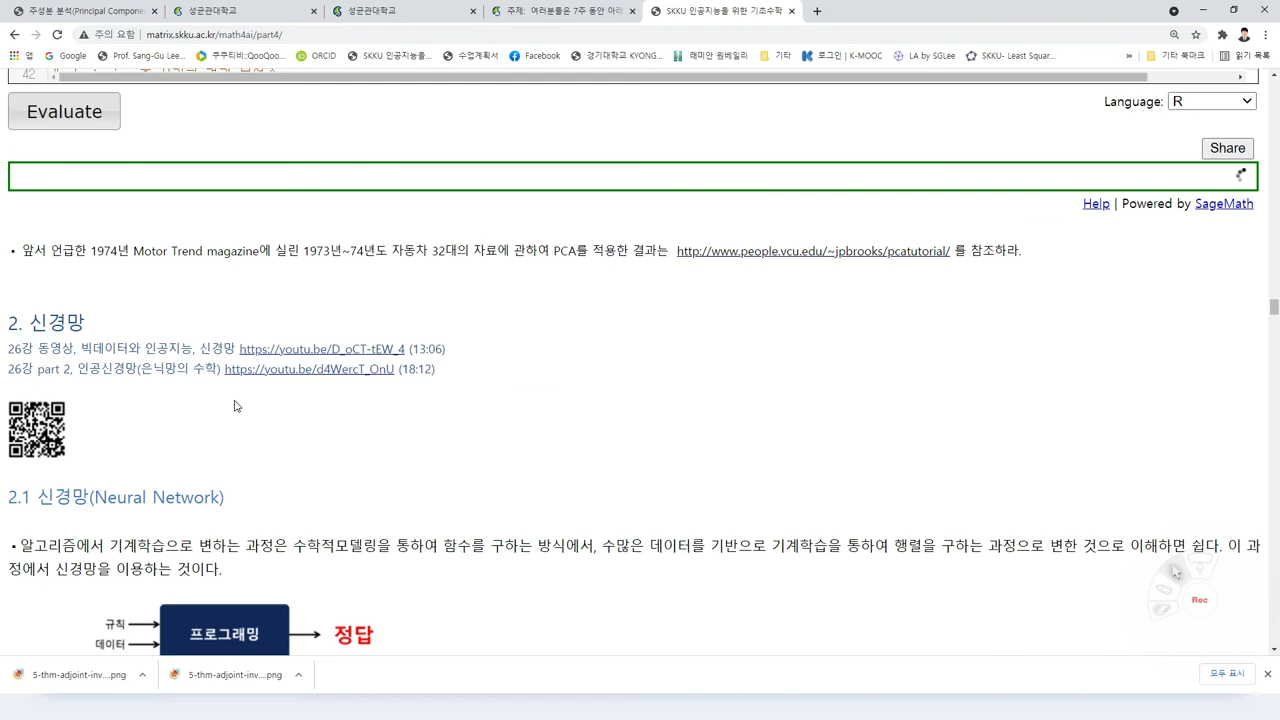 주성분 분석(Principal Compone
성균관대학교
성균관대학교
주제: 여러분들은 7주 동안 아래
SKKU 인공지능을 위한 기초수학
주의 요함 | matrix.skku.ac.kr/math4ai/part4/
앱
Google
Prof. Sang-Gu Lee...
쿠쿠티비::QooQoo...
ORCID
SKKU 인공지능을...
수업계획서
Facebook
경기대학교 KYONG...
래미안 원베일리
기타
로그인 | K-MOOC
LA by SGLee
SKKU- Least Squar...
»
기타 북마크
읽기 목록
42
Evaluate
Language: R
Share
Help | Powered by SageMath
• 앞서 언급한 1974년 Motor Trend magazine에 실린 1973년~74년도 자동차 32대의 자료에 관하여 PCA를 적용한 결과는 http://www.people.vcu.edu/~jpbrooks/pcatutorial/ 를 참조하라.
2. 신경망
26강 동영상, 빅데이터와 인공지능, 신경망 https://youtu.be/D_oCT-tEW_4 (13:06)
26강 part 2, 인공신경망(은닉망의 수학) https://youtu.be/d4WercT_OnU (18:12)
2.1 신경망(Neural Network)
▪ 알고리즘에서 기계학습으로 변하는 과정은 수학적모델링을 통하여 함수를 구하는 방식에서, 수많은 데이터를 기반으로 기계학습을 통하여 행렬을 구하는 과정으로 변한 것으로 이해하면 쉽다. 이 과
정에서 신경망을 이용하는 것이다.
규칙
데이터
프로그래밍
정답
Rec
5-thm-adjoint-inv....png
5-thm-adjoint-inv....png
모두 표시